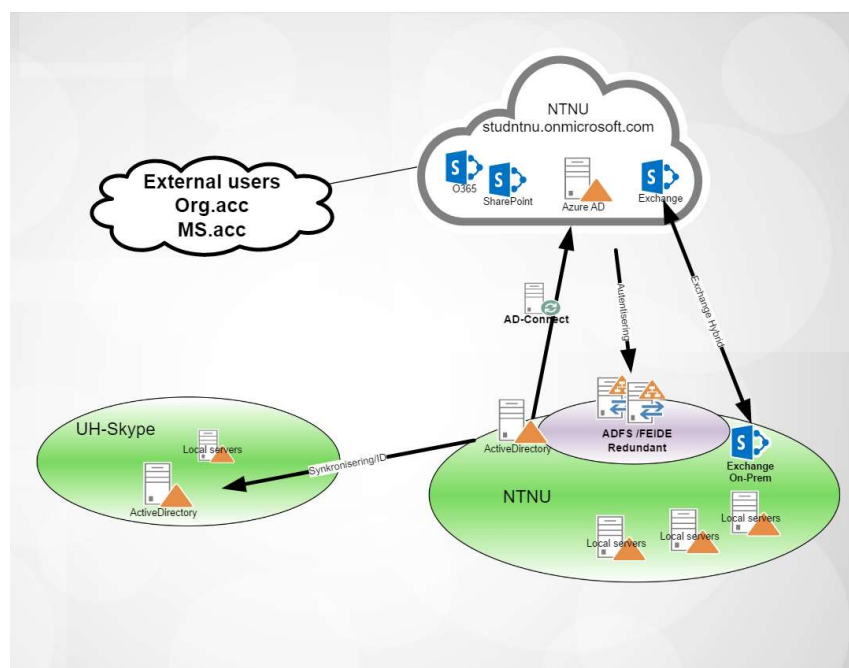 NTNU
studntnu.onmicrosoft.com
O365
SharePoint
Azure AD
Exchange
External users
Org.acc
MS.acc
AD-Connect
Autentisering
Exchange Hybrid
UH-Skype
Local servers
ActiveDirectory
Synkronisering/ID
ActiveDirectory
ADFS /FEIDE
Redundant
Exchange
On-Prem
NTNU
Local servers
Local servers
Local servers